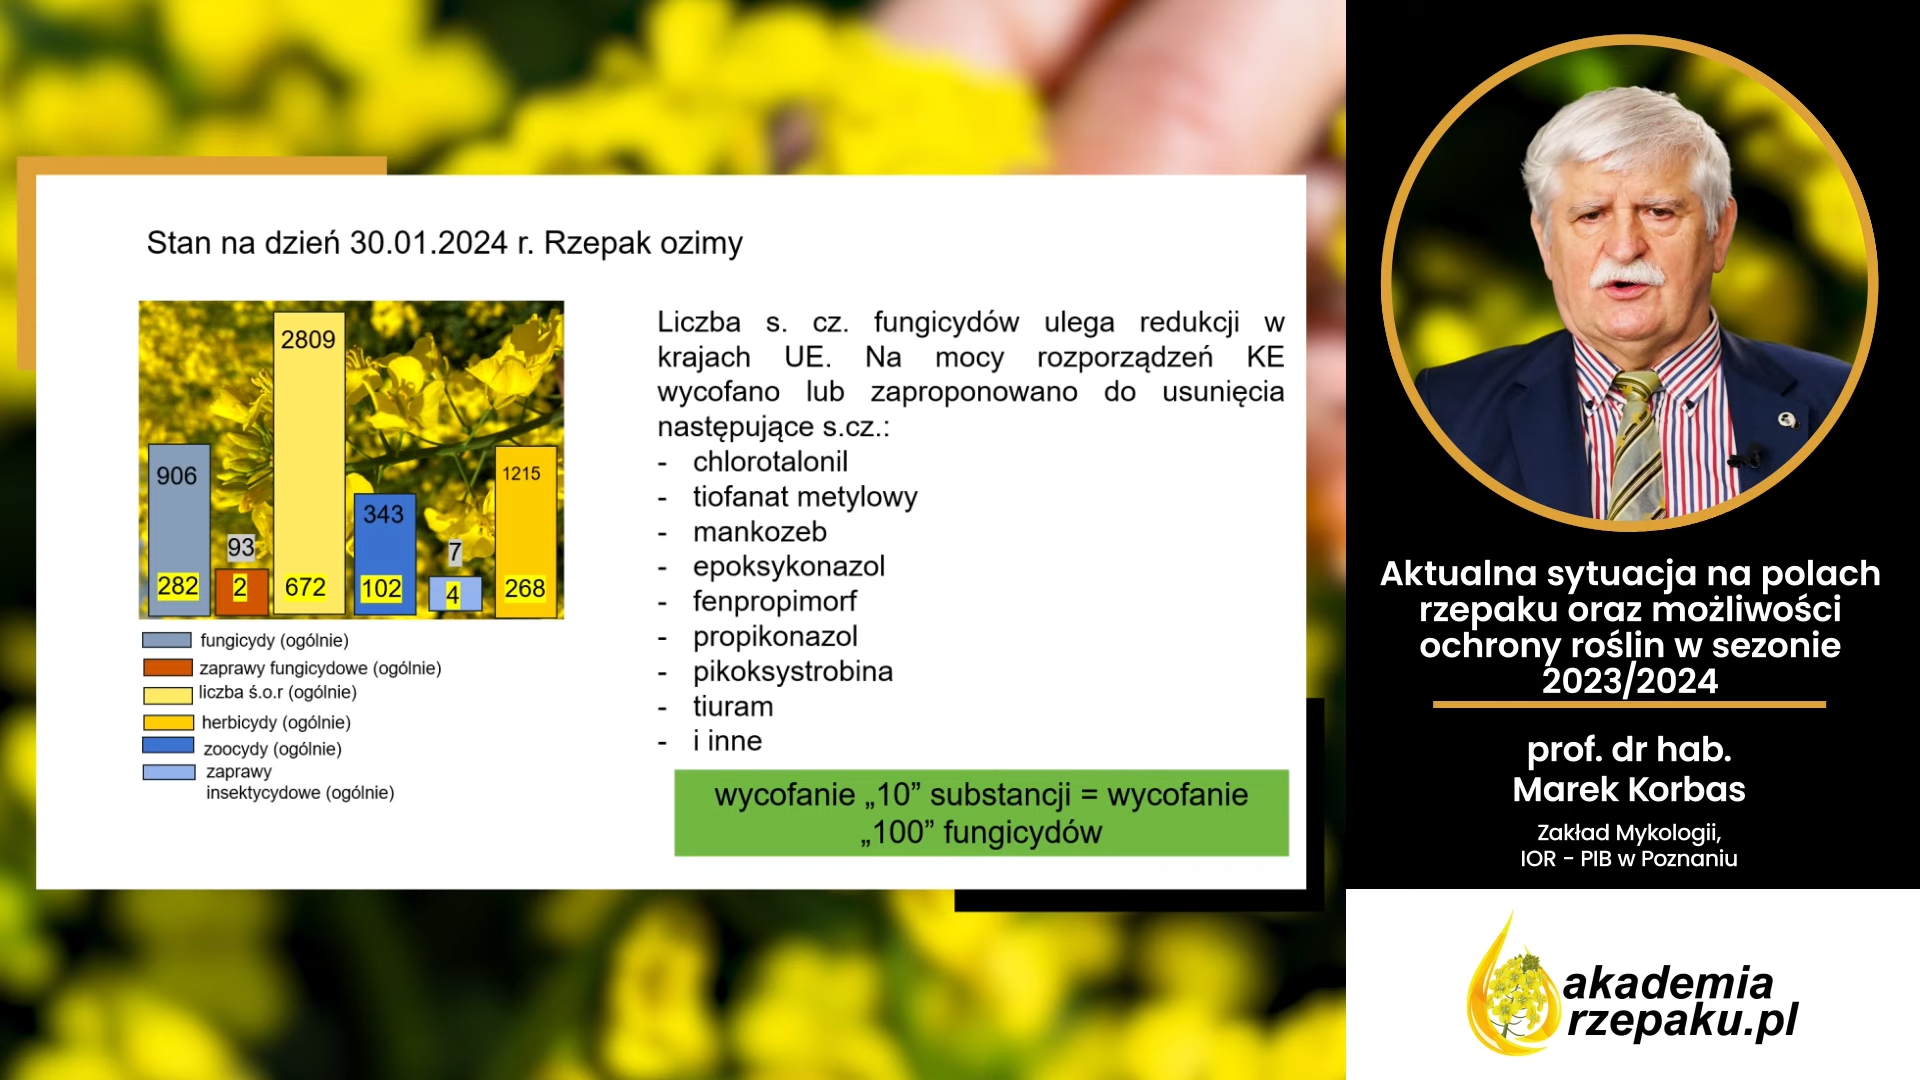 Stan na dzień 30.01.2024 r. Rzepak ozimy
2809
906
1215
343
93
7
282
2
672
102
4
268
fungicydy (ogólnie)
zaprawy fungicydowe (ogólnie)
liczba ś.o.r (ogólnie)
herbicydy (ogólnie)
zoocydy (ogólnie)
zaprawy
insektycydowe (ogólnie)
Liczba s. cz. fungicydów ulega redukcji w
krajach UE. Na mocy rozporządzeń KE
wycofano lub zaproponowano do usunięcia
następujące s.cz.:
- chlorotalonil
- tiofanat metylowy
- mankozeb
- epoksykonazol
- fenpropimorf
- propikonazol
- pikoksystrobina
- tiuram
- i inne
wycofanie „10” substancji = wycofanie
„100” fungicydów
Aktualna sytuacja na polach
rzepaku oraz możliwości
ochrony roślin w sezonie
2023/2024
prof. dr hab.
Marek Korbas
Zakład Mykologii,
IOR - PIB w Poznaniu
akademia
rzepaku.pl